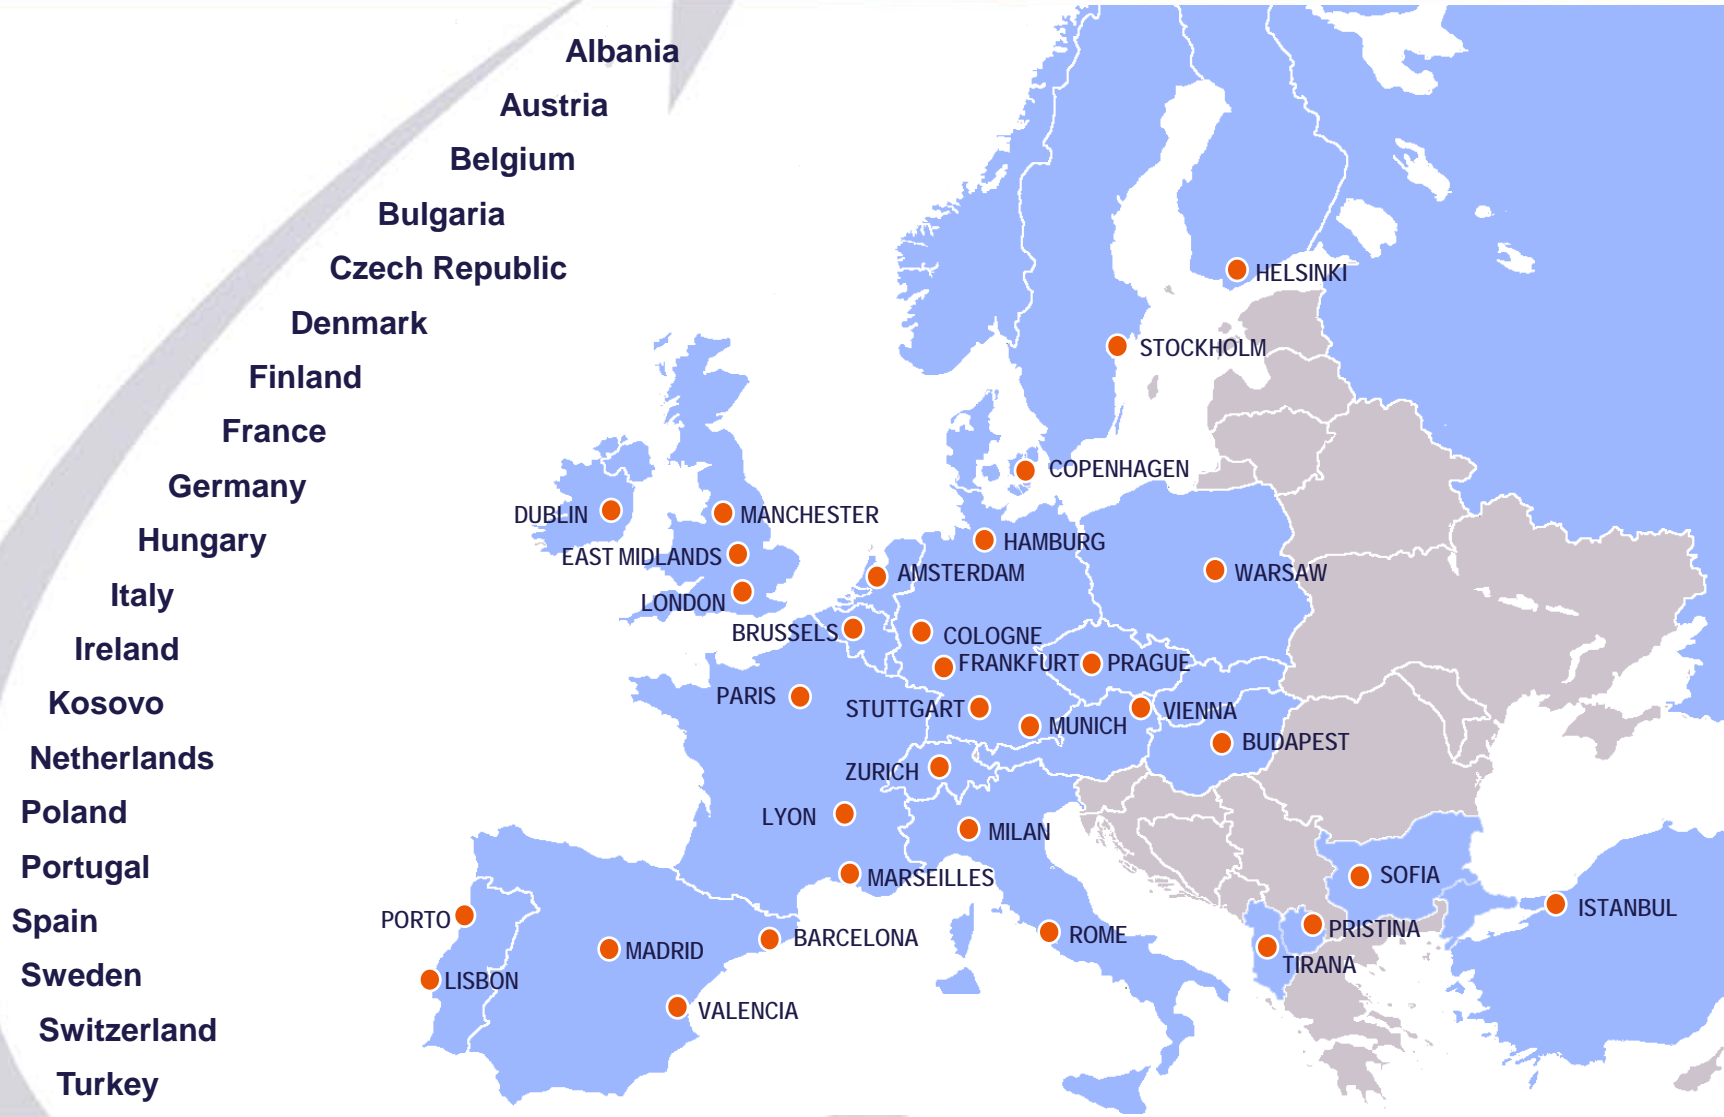 Albania
Austria
Belgium
Bulgaria
Czech Republic
Denmark
Finland
France
Germany
Hungary
Italy
Ireland
Kosovo
Netherlands
Poland
Portugal
Spain
Sweden
Switzerland
Turkey
HELSINKI
STOCKHOLM
COPENHAGEN
DUBLIN
MANCHESTER
EAST MIDLANDS
LONDON
HAMBURG
AMSTERDAM
WARSAW
BRUSSELS
COLOGNE
FRANKFURT
PRAGUE
PARIS
STUTTGART
MUNICH
VIENNA
BUDAPEST
ZURICH
LYON
MILAN
MARSEILLES
SOFIA
ISTANBUL
PORTO
MADRID
BARCELONA
ROME
PRISTINA
TIRANA
LISBON
VALENCIA